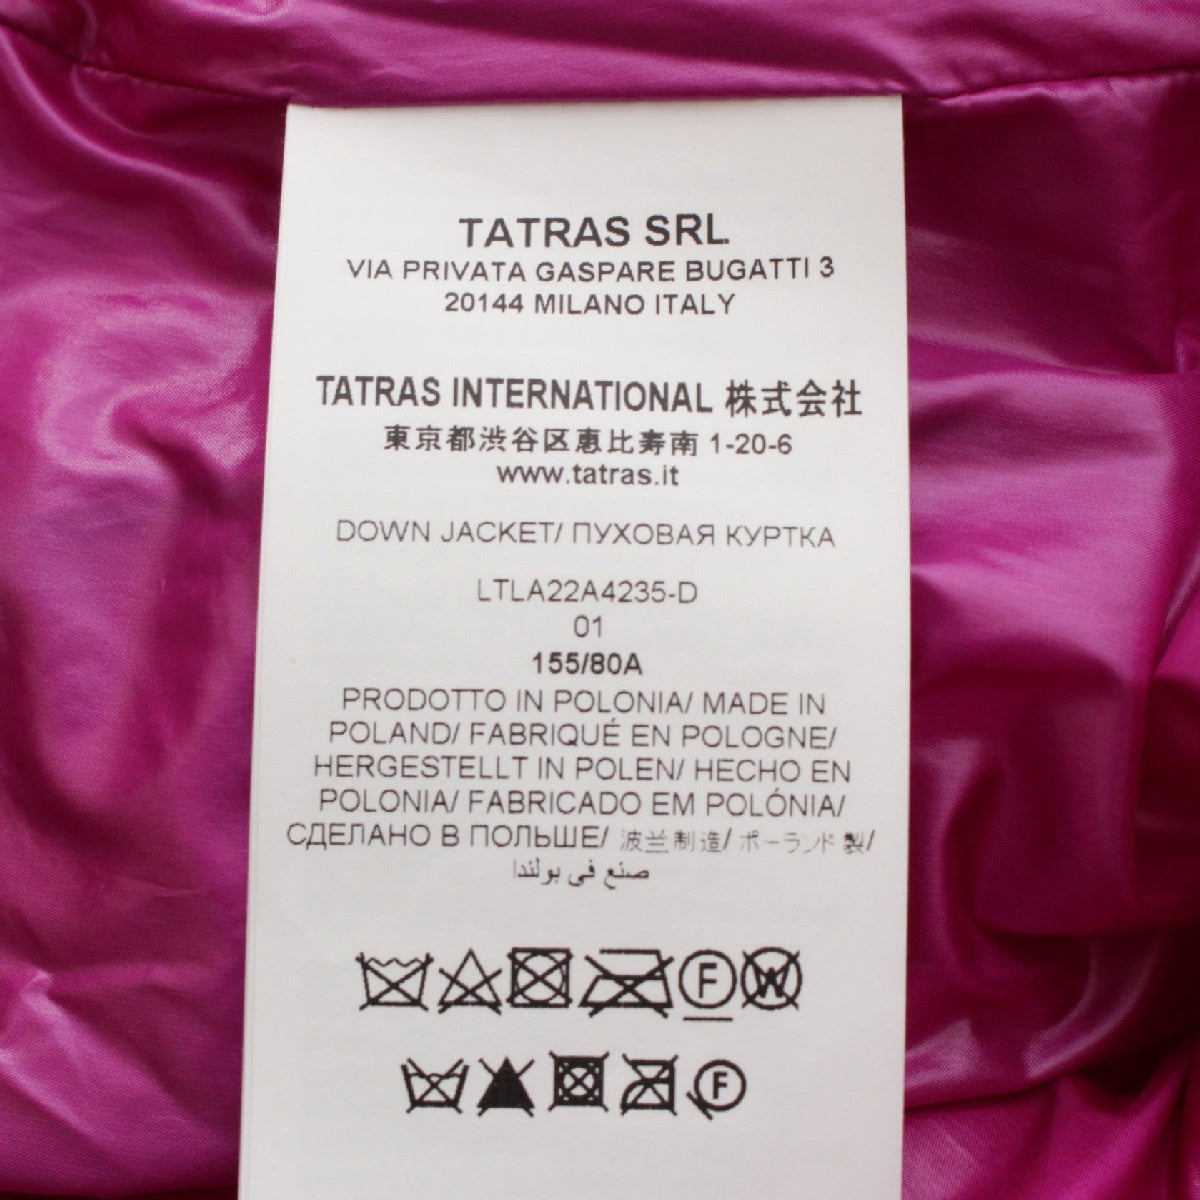 TATRAS SRL
VIA PRIVATA GASPARE BUGATTI 3
20144 MILANO ITALY
TATRAS INTERNATIONAL 株式会社
東京都渋谷区恵比寿南 1-20-6
www.tatras.it
DOWN JACKET/ ПУХОВАЯ КУРТКА
LTLA22A4235-D
01
155/80A
PRODOTTO IN POLONIA/ MADE IN
POLAND/ FABRIQUÉ EN POLOGNE/
HERGESTELLT IN POLEN/ HECHO EN
POLONIA/ FABRICADO EM POLÓNIA/
СДЕЛАНО В ПОЛЬШЕ/ 波兰制造/ ポーランド 製/
صنع في بولندا
F W
F